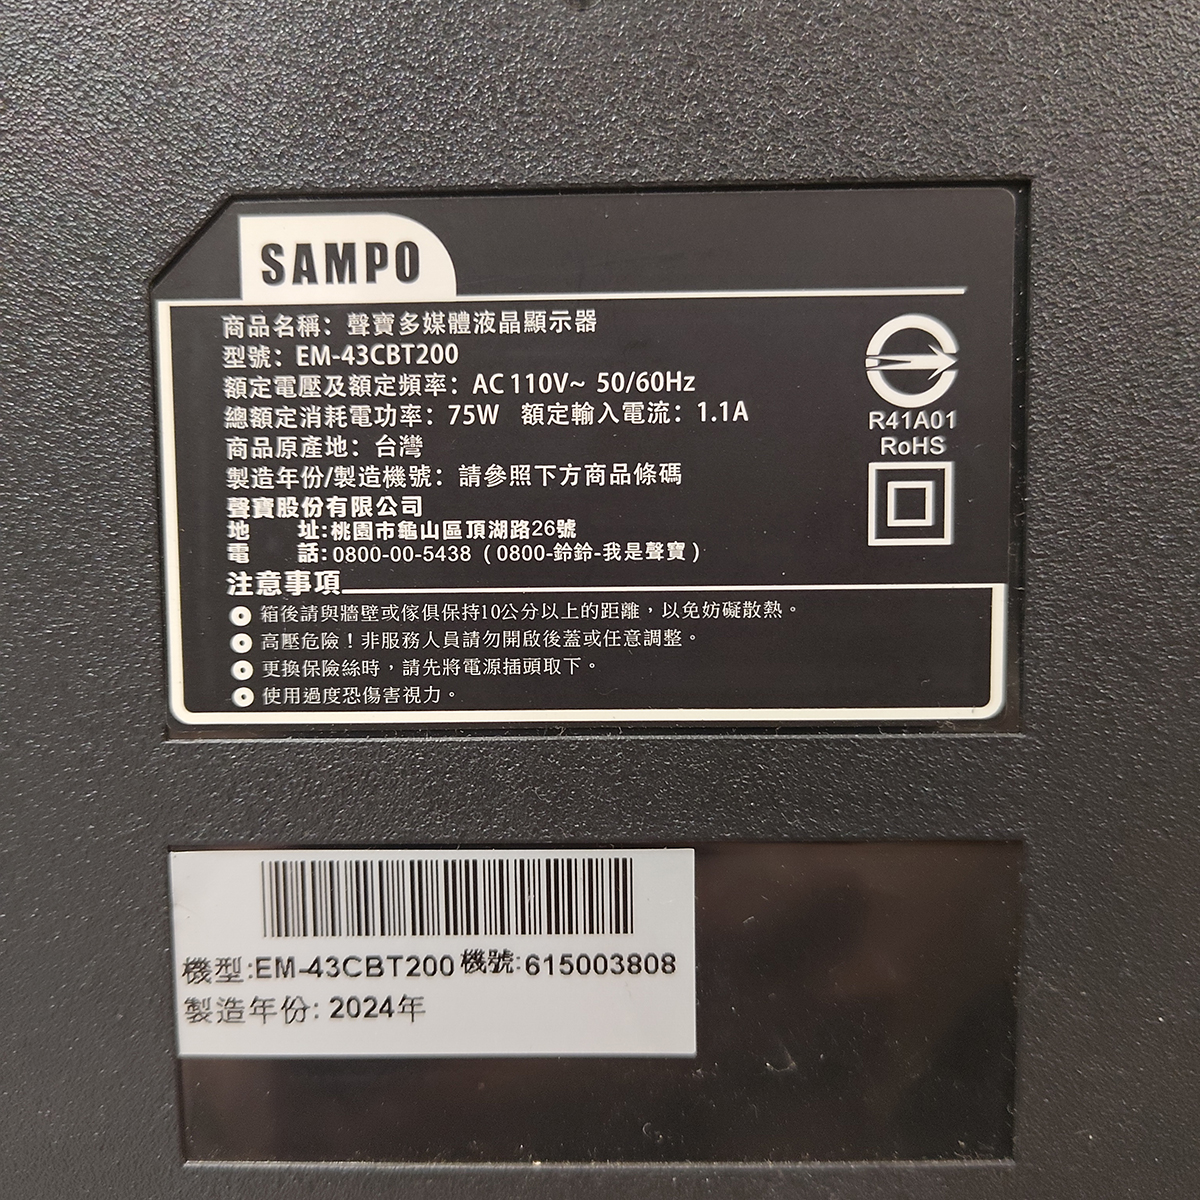 SAMPO
商品名稱：聲寶多媒體液晶顯示器
型號：EM-43CBT200
額定電壓及額定頻率：AC 110V~ 50/60Hz
總額定消耗電功率：75W 額定輸入電流：1.1A
商品原產地：台灣
製造年份/製造機號：請參照下方商品條碼
R41A01
RoHS
聲寶股份有限公司
地 址:桃園市龜山區頂湖路26號
電 話:0800-00-5438 ( 0800-鈴鈴-我是聲寶 )
注意事項
箱後請與牆壁或傢俱保持10公分以上的距離，以免妨礙散熱。
高壓危險！非服務人員請勿開啟後蓋或任意調整。
更換保險絲時，請先將電源插頭取下。
使用過度恐傷害視力。
機型:EM-43CBT200 機號:615003808
製造年份: 2024年